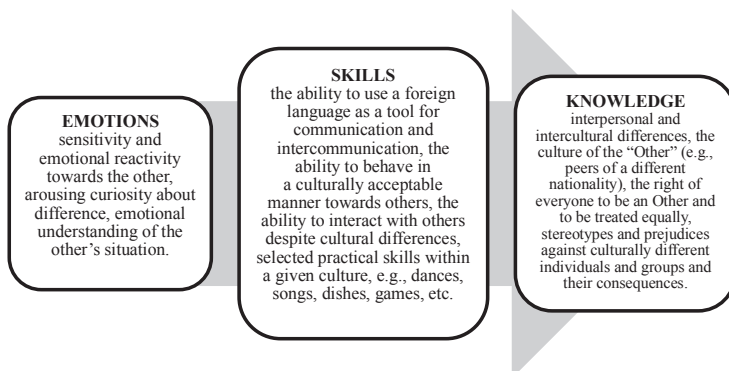 EMOTIONS
sensitivity and
emotional reactivity
towards the other,
arousing curiosity about
difference, emotional
understanding of the
other's situation.
SKILLS
the ability to use a foreign
language as a tool for
communication and
intercommunication, the
ability to behave in
a culturally acceptable
manner towards others, the
ability to interact with others
despite cultural differences,
selected practical skills within
a given culture, e.g., dances,
songs, dishes, games, etc.
KNOWLEDGE
interpersonal and
intercultural differences, the
culture of the “Other” (e.g.,
peers of a different
nationality), the right of
everyone to be an Other and
to be treated equally,
stereotypes and prejudices
against culturally different
individuals and groups and
their consequences.